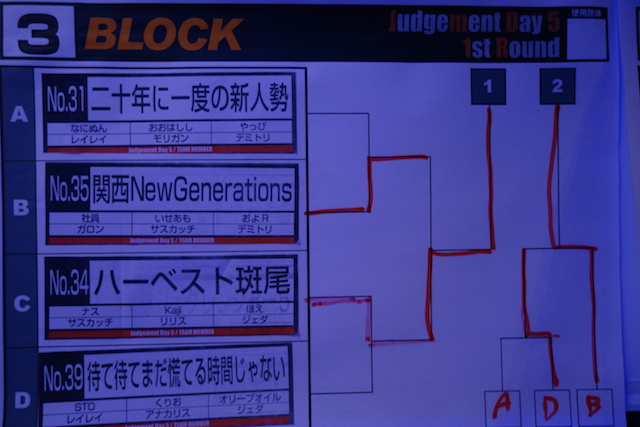 3 BLOCK
Judgement Day 5
1st Round
使用筐体
1 2
A
No.31 二十年に一度の新人勢
なにぬん おおはしし やっぴ
レイレイ モリガン デミトリ
Judgement Day 5 / TEAM MEMBER
B
No.35 関西NewGenerations
社員 いせあも およR
ガロン サスカッチ デミトリ
Judgement Day 5 / TEAM MEMBER
C
No.34 ハーベスト斑尾
ナス Kaji ほえ
サスカッチ リリス ジェダ
Judgement Day 5 / TEAM MEMBER
D
No.39 待て待てまだ慌てる時間じゃない
STO くりお オリーブオイル
レイレイ アナカリス ジェダ
A D B